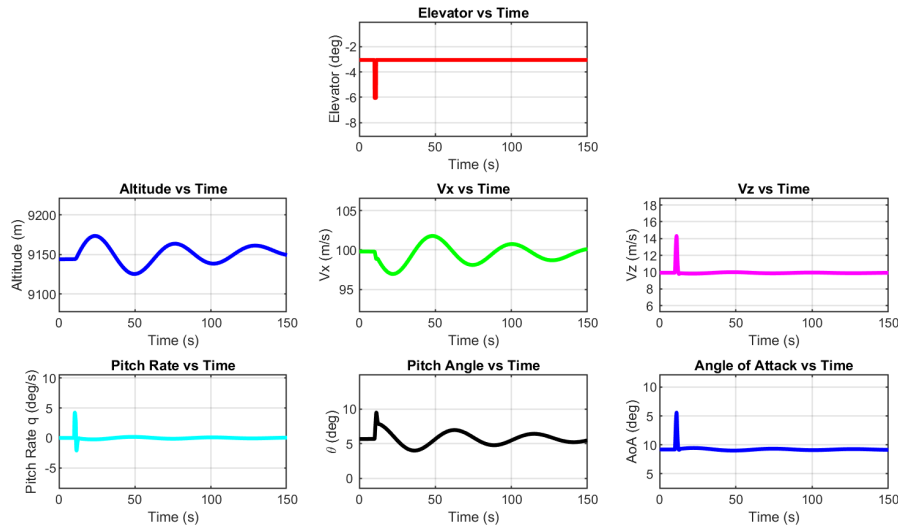 Elevator vs Time
Elevator (deg)
-2
-4
-6
-8
0 50 100 150
Time (s)
Altitude vs Time
Altitude (m)
9200
9150
9100
0 50 100 150
Time (s)
Vx vs Time
Vx (m/s)
105
100
95
0 50 100 150
Time (s)
Vz vs Time
Vz (m/s)
18
16
14
12
10
8
6
0 50 100 150
Time (s)
Pitch Rate vs Time
Pitch Rate q (deg/s)
10
5
0
-5
0 50 100 150
Time (s)
Pitch Angle vs Time
θ (deg)
10
5
0
0 50 100 150
Time (s)
Angle of Attack vs Time
AoA (deg)
10
5
10
5
0 50 100 150
Time (s)